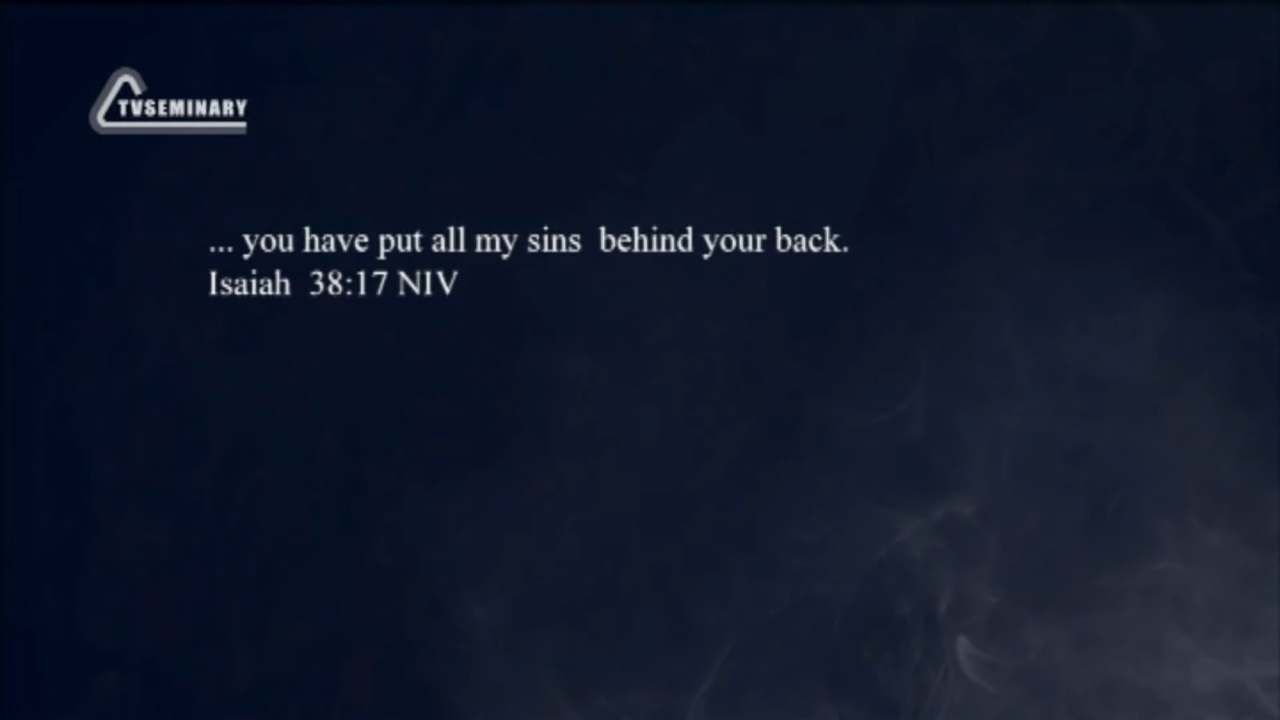 TVSEMINARY
... you have put all my sins  behind your back.
Isaiah  38:17 NIV